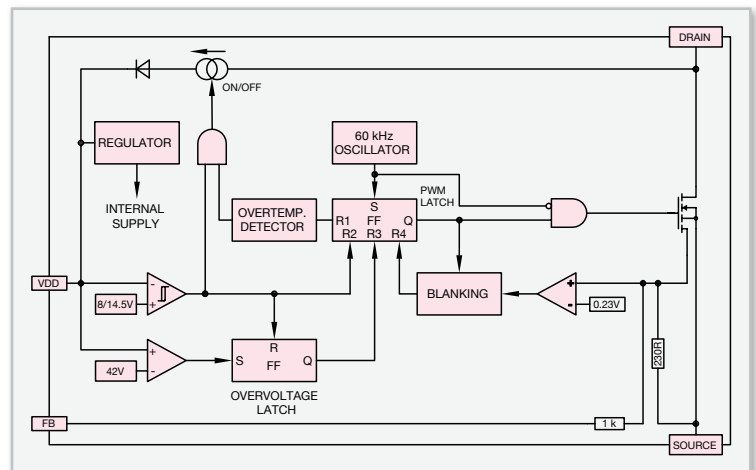 DRAIN
ON/OFF
REGULATOR
60 kHz
OSCILLATOR
INTERNAL
SUPPLY
PWM
LATCH
OVERTEMP.
DETECTOR
S
R1 FF Q
R2 R3 R4
VDD
-
8/14.5V
+
BLANKING
+
-
0.23V
230R
+
42V
-
R
S FF Q
OVERVOLTAGE
LATCH
FB
1 k
SOURCE